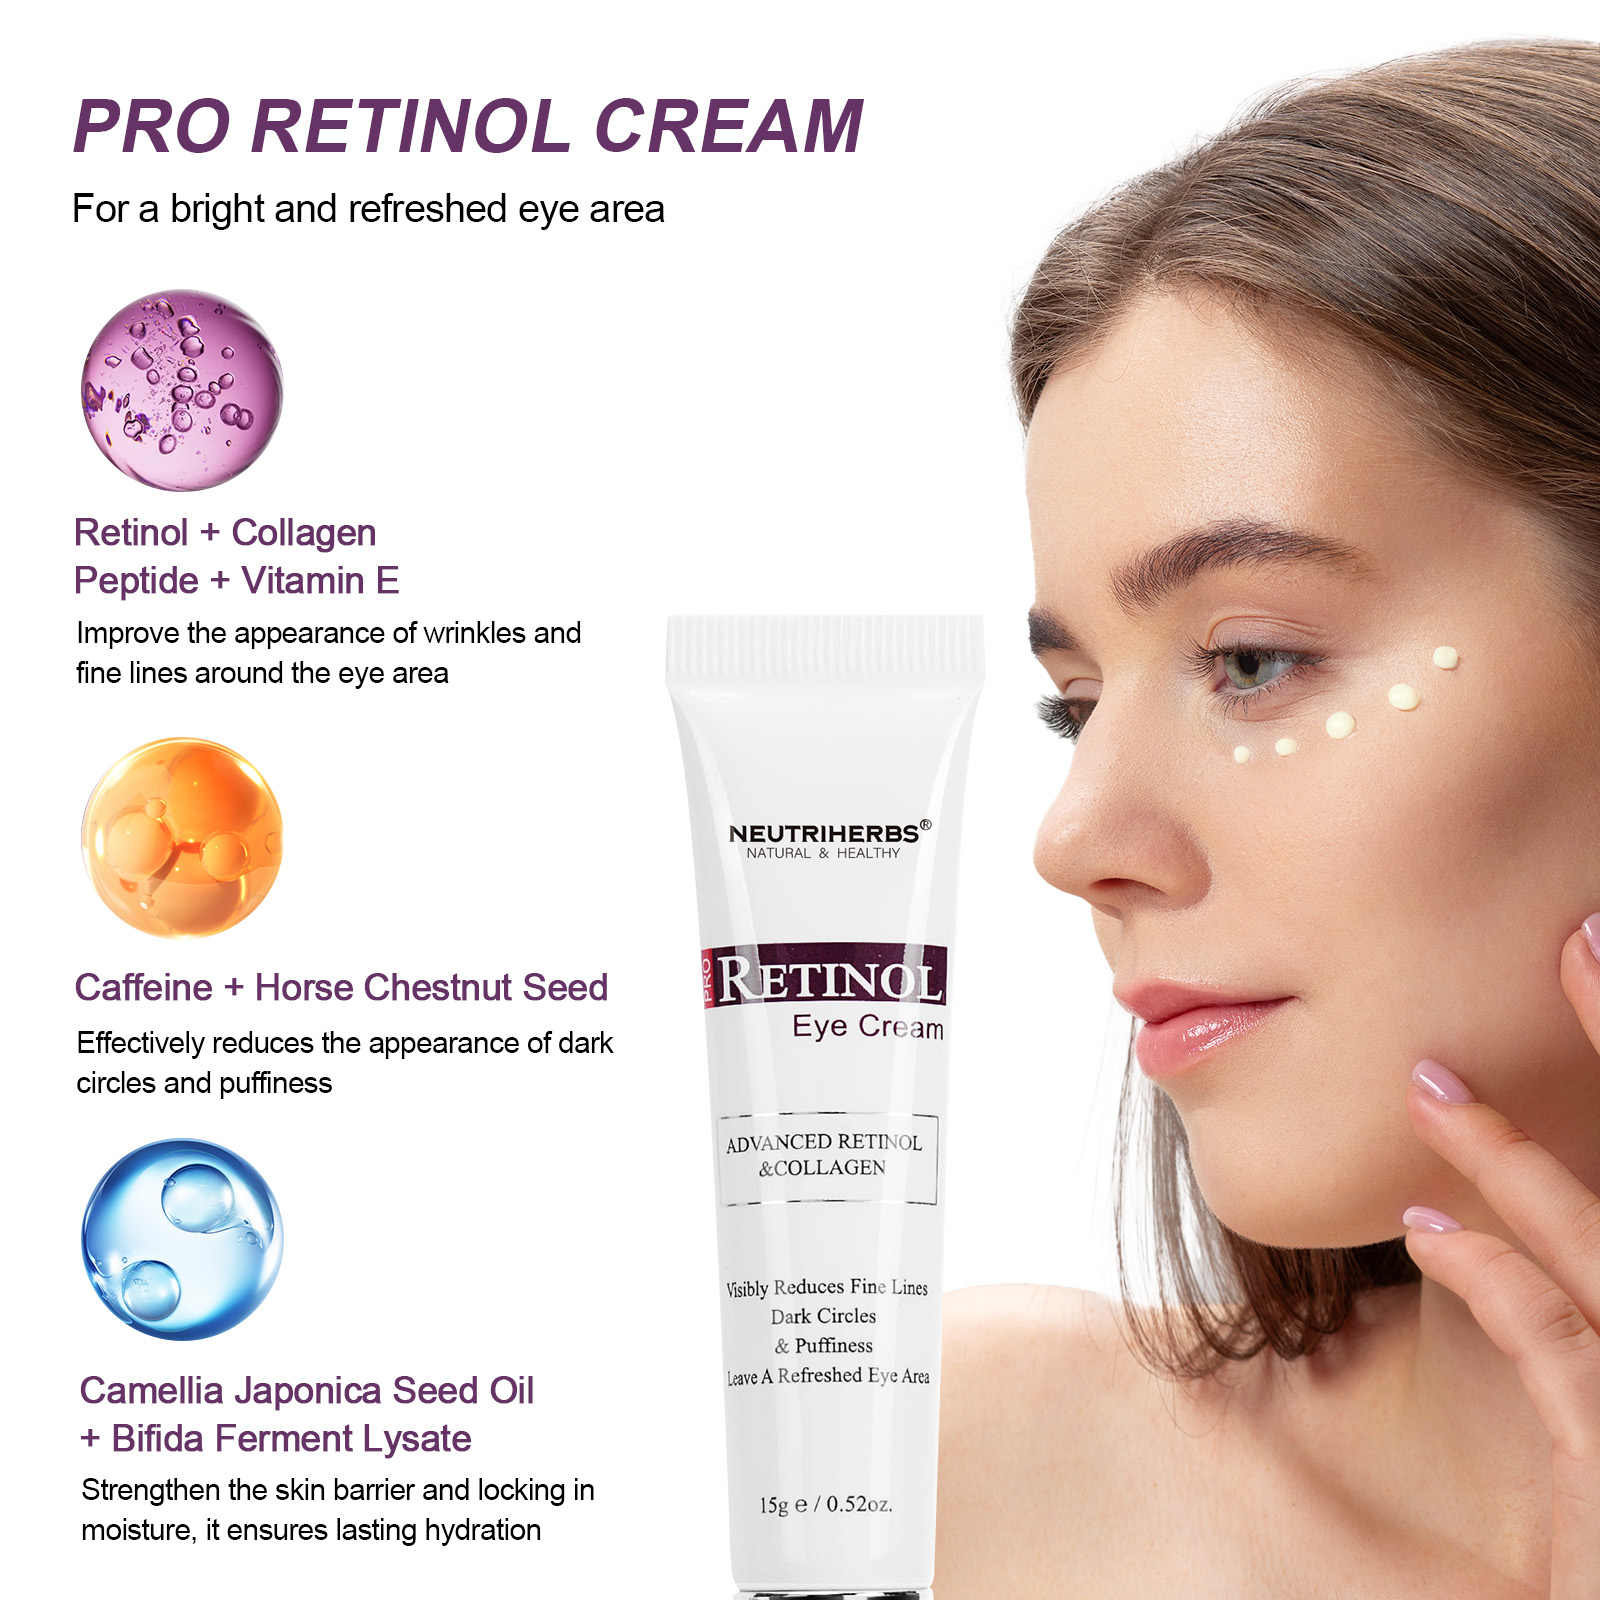 PRO RETINOL CREAM
For a bright and refreshed eye area
Retinol + Collagen
Peptide + Vitamin E
Improve the appearance of wrinkles and
fine lines around the eye area
Caffeine + Horse Chestnut Seed
Effectively reduces the appearance of dark
circles and puffiness
Camellia Japonica Seed Oil
+ Bifida Ferment Lysate
Strengthen the skin barrier and locking in
moisture, it ensures lasting hydration
NEUTRIHERBS®
NATURAL & HEALTHY
PRO RETINOL
Eye Cream
ADVANCED RETINOL
&COLLAGEN
Visibly Reduces Fine Lines
Dark Circles
& Puffiness
Leave A Refreshed Eye Area
15g ℮ / 0.52oz.